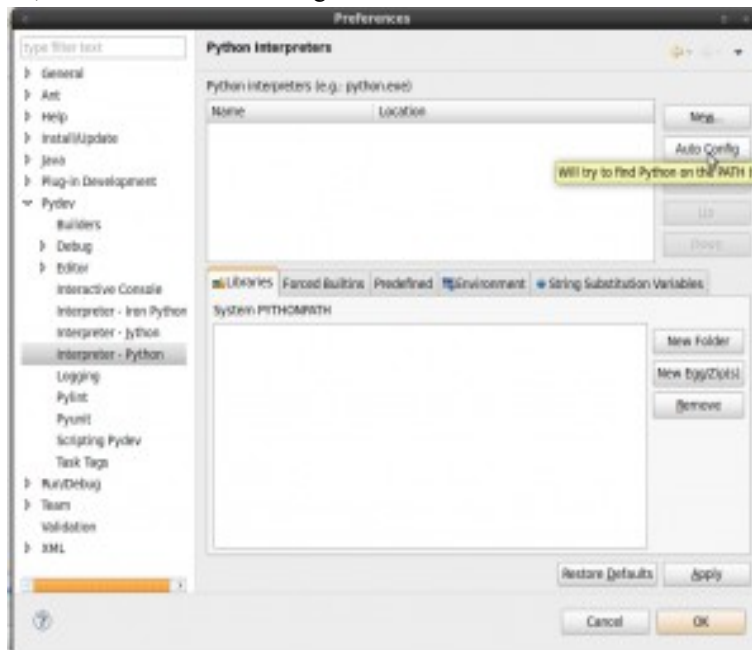 Preferences
type filter text
General
Ant
Help
Install/Update
Java
Plug-in Development
Pydev
Builders
Debug
Editor
Interactive Console
Interpreter - Iron Python
Interpreter - Jython
Interpreter - Python
Logging
Pylint
Pyunit
Scripting Pydev
Task Tags
Run/Debug
Team
Validation
XML
Python Interpreters
Python interpreters (e.g.: python.exe)
Name Location
New...
Auto Config
Will try to find Python on the PATH
Up
Down
Libraries Forced Builtins Predefined Environment String Substitution Variables
System PYTHONPATH
New Folder
New Egg/Zip(s)
Remove
Restore Defaults Apply
Cancel OK